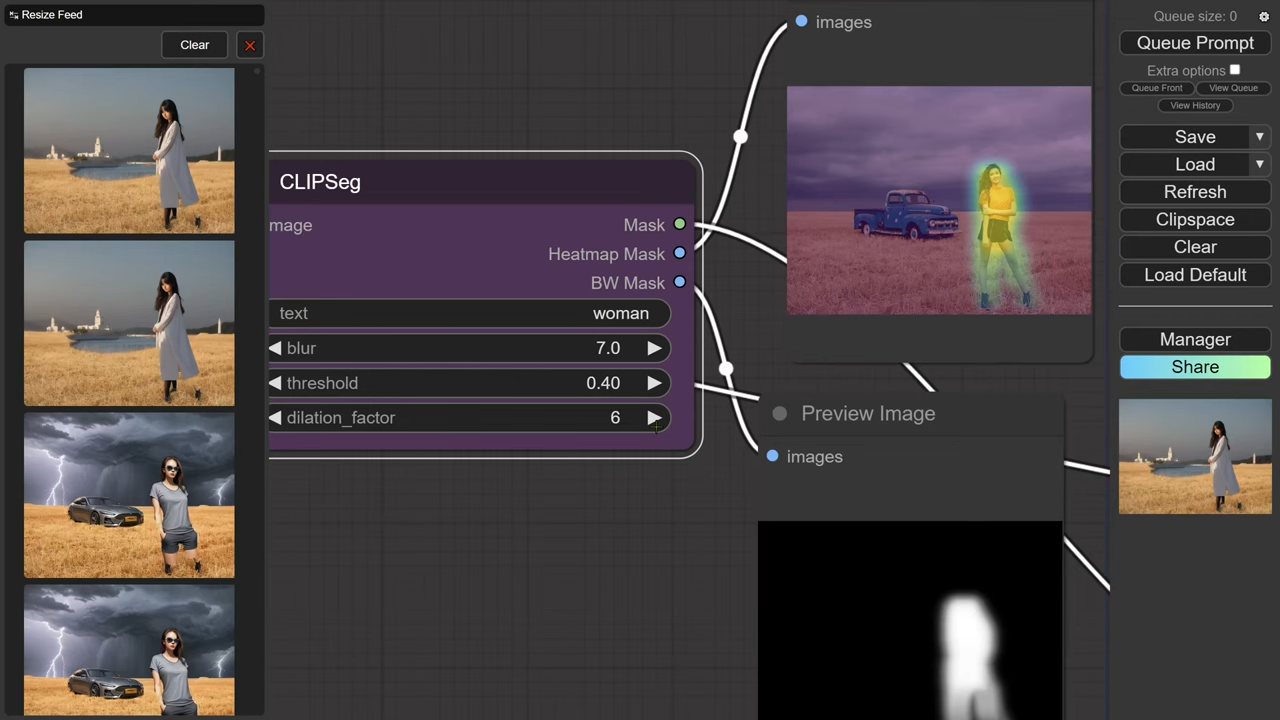 Resize Feed
Clear
CLIPSeg
mage
Mask
Heatmap Mask
BW Mask
text woman
blur 7.0
threshold 0.40
dilation_factor 6
images
Preview Image
images
Queue size: 0
Queue Prompt
Extra options
Queue Front View Queue
View History
Save
Load
Refresh
Clipspace
Clear
Load Default
Manager
Share